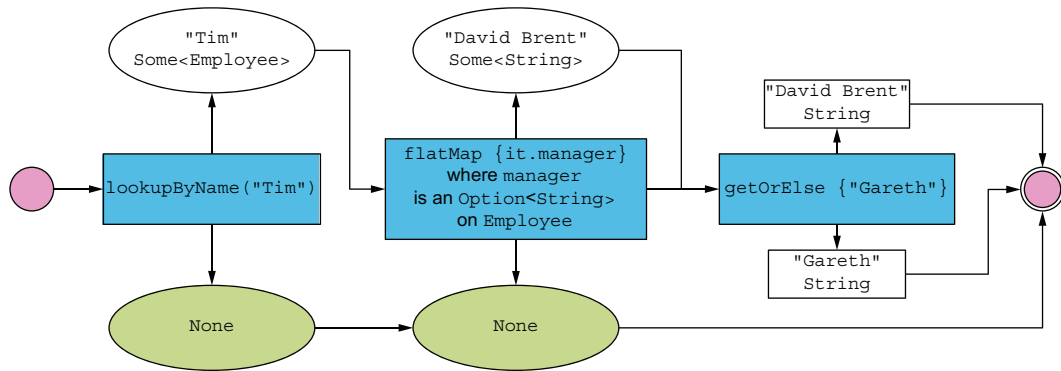 "Tim"
Some<Employee>
"David Brent"
Some<String>
"David Brent"
String
lookupByName("Tim")
flatMap {it.manager}
where manager
is an Option<String>
on Employee
getOrElse {"Gareth"}
"Gareth"
String
None
None